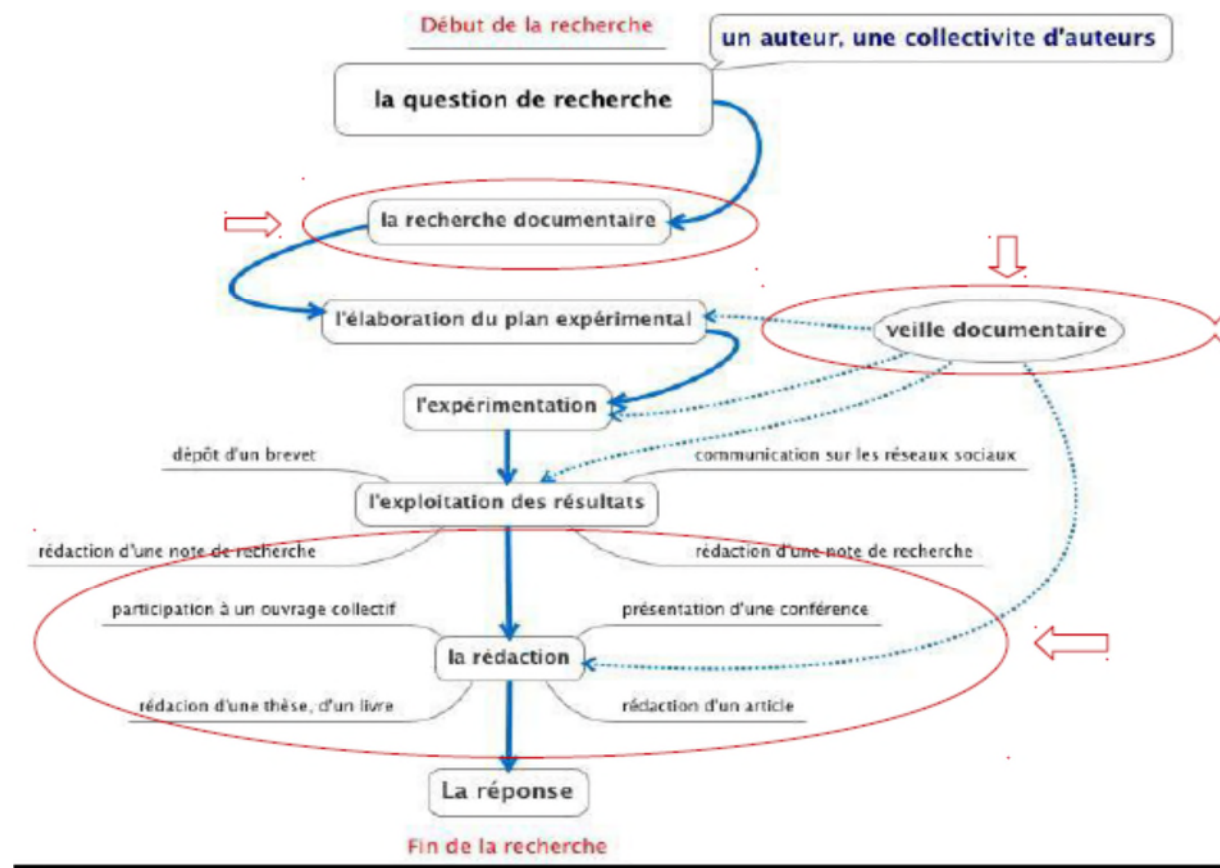 Début de la recherche
un auteur, une collectivite d'auteurs
la question de recherche
la recherche documentaire
l'élaboration du plan expérimental
veille documentaire
l'expérimentation
dépôt d'un brevet
communication sur les réseaux sociaux
l'exploitation des résultats
rédaction d'une note de recherche
rédaction d'une note de recherche
participation à un ouvrage collectif
présentation d'une conférence
la rédaction
rédacion d'une thèse, d'un livre
rédaction d'un article
La réponse
Fin de la recherche